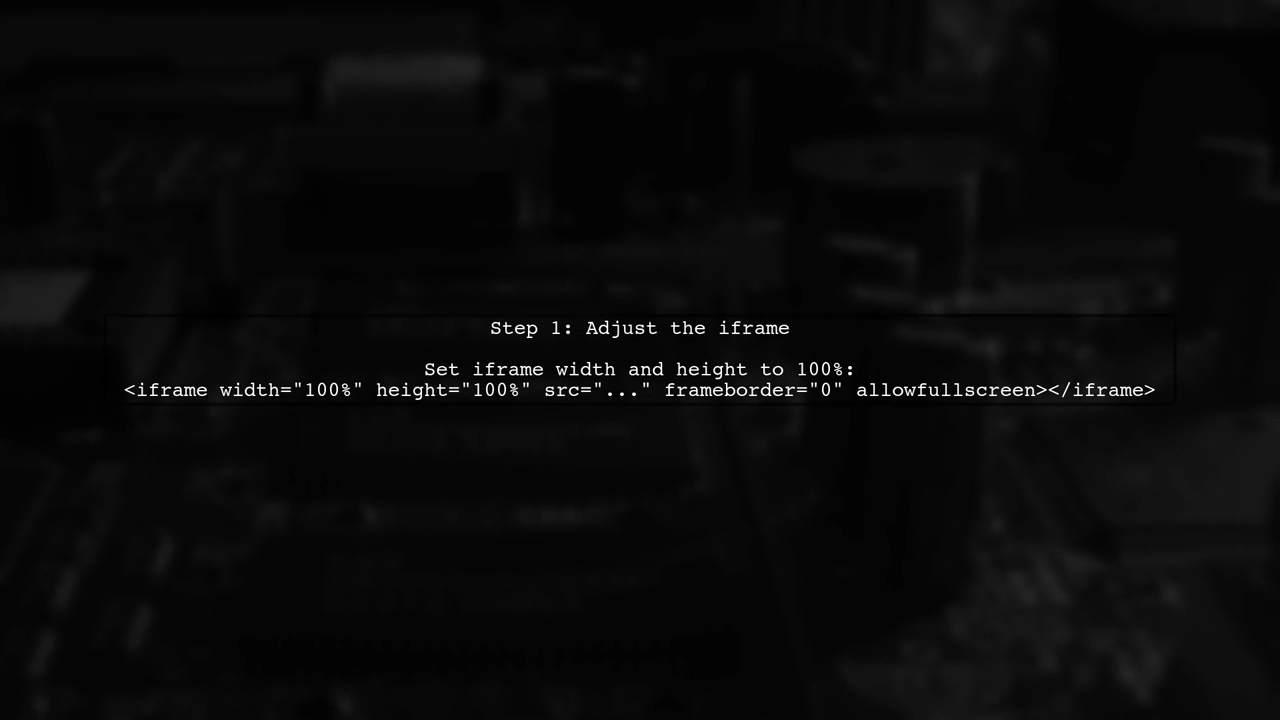 Step 1: Adjust the iframe
Set iframe width and height to 100%:
<iframe width="100%" height="100%" src="..." frameborder="0" allowfullscreen></iframe>